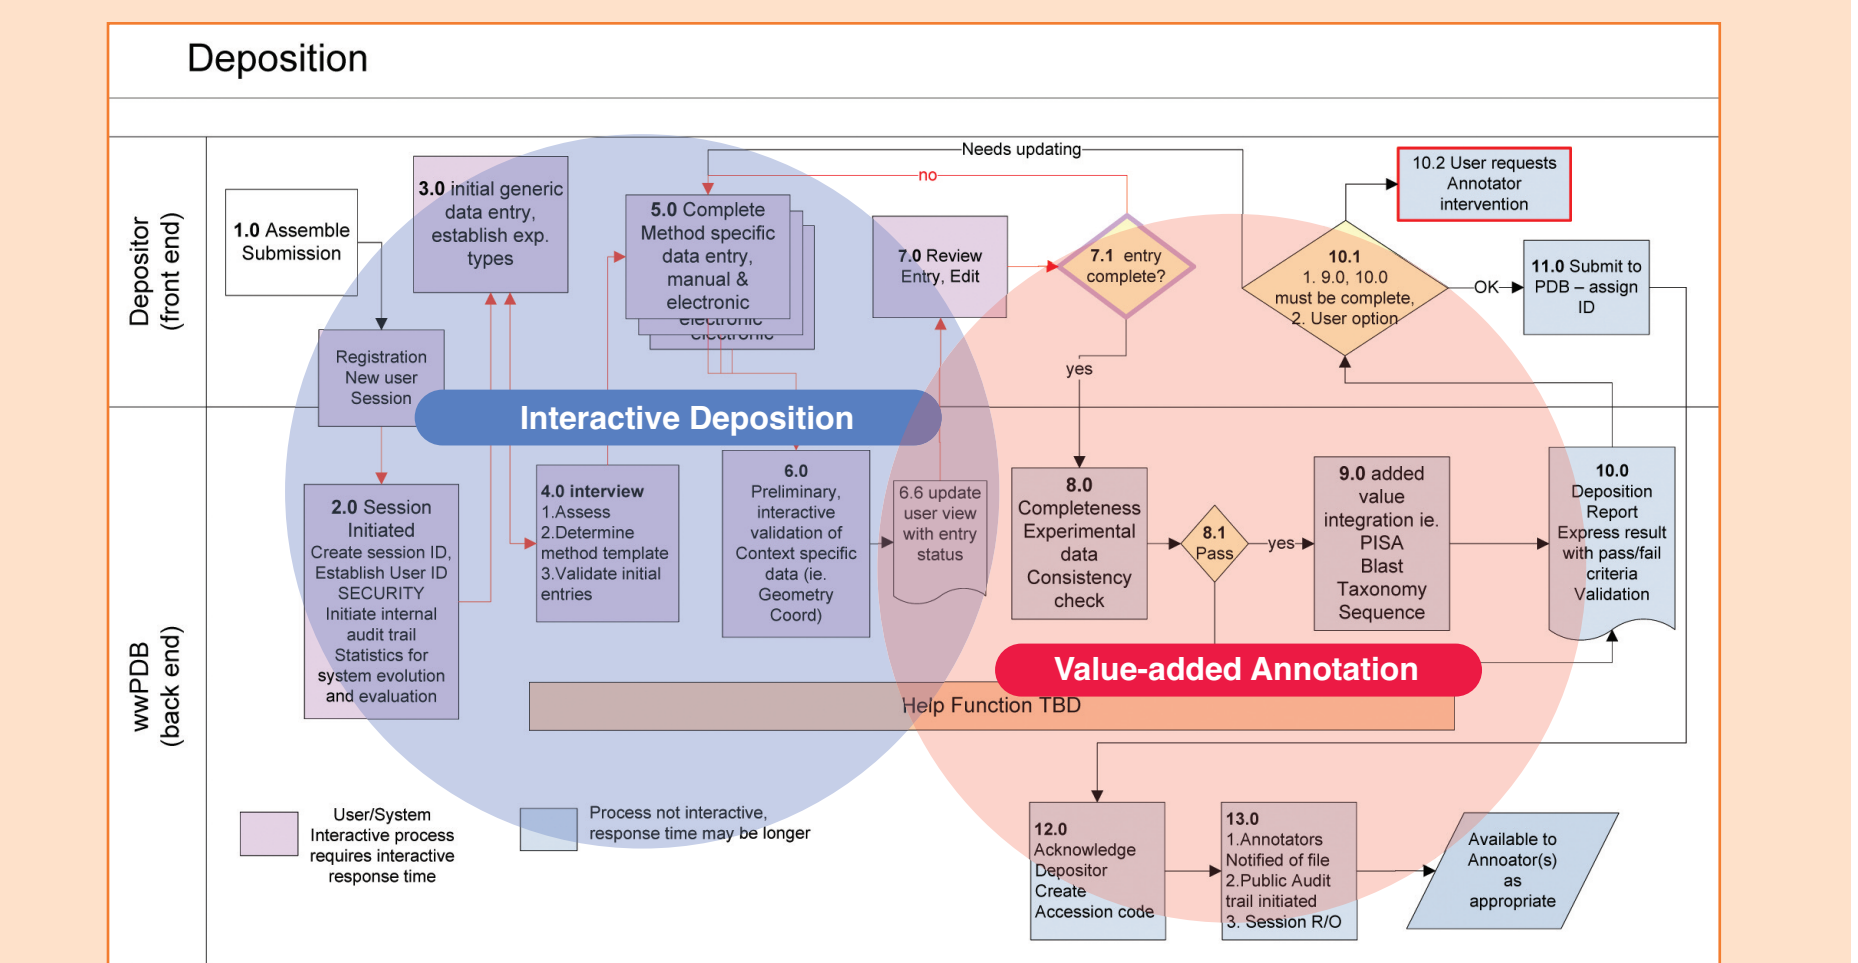 Deposition
Depositor
(front end)
wwPDB
(back end)
1.0 Assemble
Submission
Registration
New user
Session
2.0 Session
Initiated
Create session ID,
Establish User ID
SECURITY
Initiate internal
audit trail
Statistics for
system evolution
and evaluation
3.0 initial generic
data entry,
establish exp.
types
4.0 interview
1.Assess
2.Determine
method template
3.Validate initial
entries
5.0 Complete
Method specific
data entry,
manual &
electronic
electronic
electronic
Interactive Deposition
6.0
Preliminary,
interactive
validation of
Context specific
data (ie.
Geometry
Coord)
6.6 update
user view
with entry
status
7.0 Review
Entry, Edit
7.1 entry
complete?
Needs updating
no
yes
8.0
Completeness
Experimental
data
Consistency
check
8.1
Pass
yes
9.0 added
value
integration ie.
PISA
Blast
Taxonomy
Sequence
10.0
Deposition
Report
Express result
with pass/fail
criteria
Validation
10.1
1. 9.0, 10.0
must be complete,
2. User option
10.2 User requests
Annotator
intervention
OK
11.0 Submit to
PDB – assign
ID
Value-added Annotation
Help Function TBD
12.0
Acknowledge
Depositor
Create
Accession code
13.0
1.Annotators
Notified of file
2.Public Audit
trail initiated
3. Session R/O
Available to
Annoator(s)
as
appropriate
User/System
Interactive process
requires interactive
response time
Process not interactive,
response time may be longer